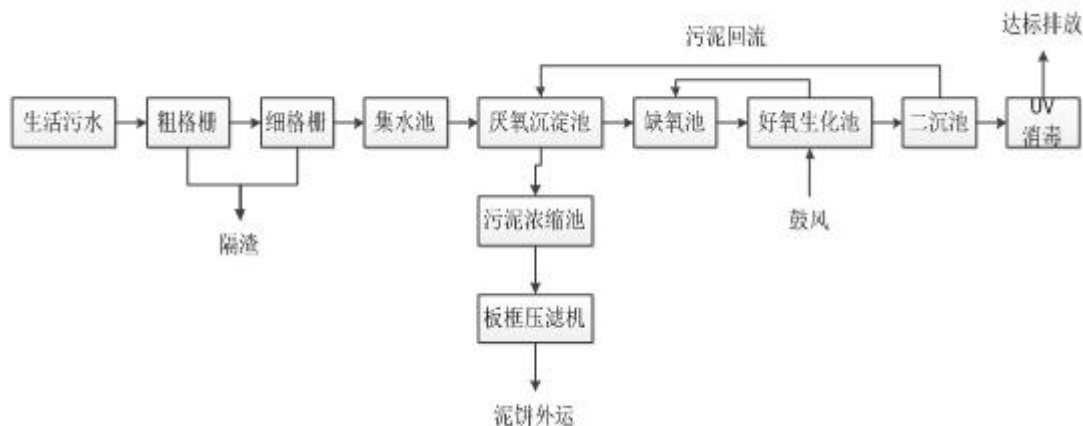 达标排放
污泥回流
生活污水
粗格栅
细格栅
集水池
厌氧沉淀池
缺氧池
好氧生化池
二沉池
UV
消毒
隔渣
污泥浓缩池
鼓风
板框压滤机
泥饼外运